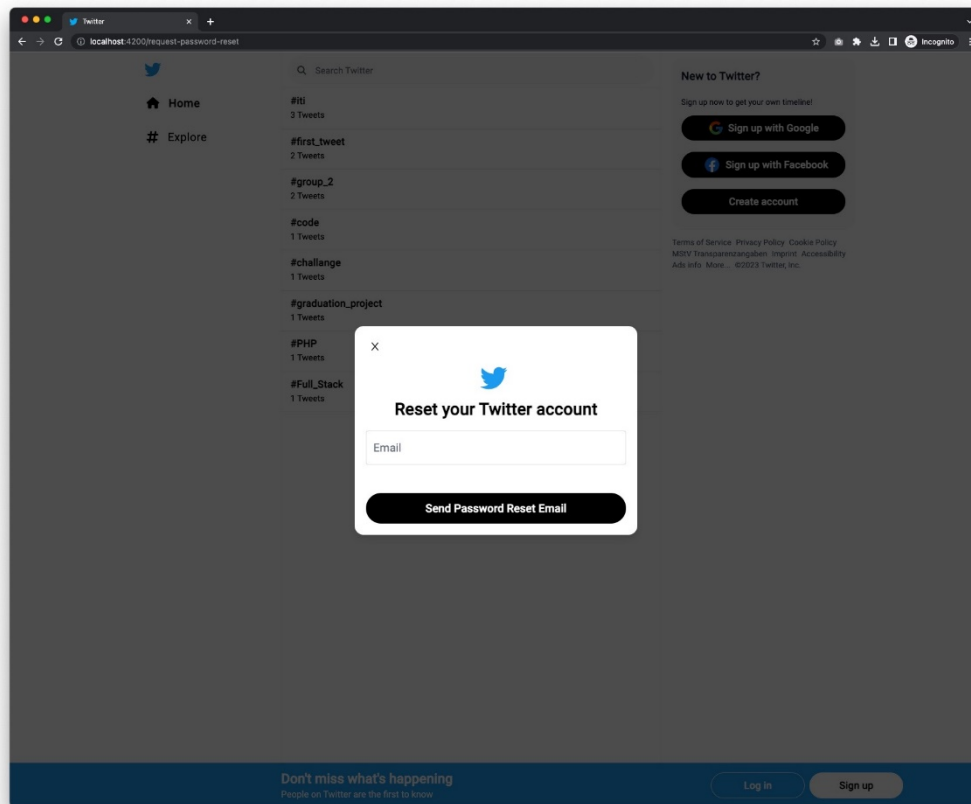 Twitter
localhost:4200/request-password-reset
Incognito
Home
Explore
Search Twitter
#iti
3 Tweets
#first_tweet
2 Tweets
#group_2
2 Tweets
#code
1 Tweets
#challange
1 Tweets
#graduation_project
1 Tweets
#PHP
1 Tweets
#Full_Stack
1 Tweets
New to Twitter?
Sign up now to get your own timeline!
Sign up with Google
Sign up with Facebook
Create account
Terms of Service Privacy Policy Cookie Policy
MStV Transparenzangaben Imprint Accessibility
Ads info More... ©2023 Twitter, Inc.
X
Reset your Twitter account
Email
Send Password Reset Email
Don't miss what's happening
People on Twitter are the first to know
Log in
Sign up